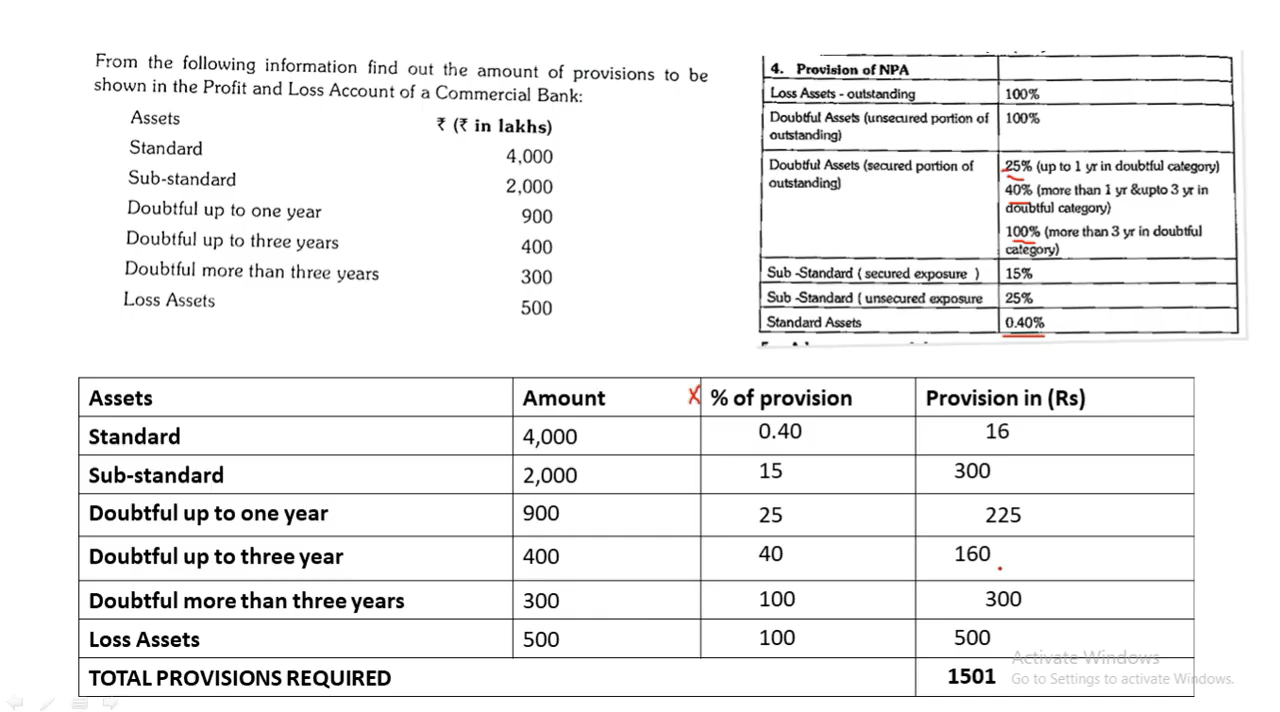 From the following information find out the amount of provisions to be
shown in the Profit and Loss Account of a Commercial Bank:
Assets ₹ (₹ in lakhs)
Standard 4,000
Sub-standard 2,000
Doubtful up to one year 900
Doubtful up to three years 400
Doubtful more than three years 300
Loss Assets 500
4. Provision of NPA
Loss Assets - outstanding 100%
Doubtful Assets (unsecured portion of 100%
outstanding)
Doubtful Assets (secured portion of 25% (up to 1 yr in doubtful category)
outstanding) 40% (more than 1 yr &upto 3 yr in
doubtful category)
100% (more than 3 yr in doubtful
category)
Sub -Standard ( secured exposure ) 15%
Sub -Standard ( unsecured exposure 25%
Standard Assets 0.40%
Assets Amount X % of provision Provision in (Rs)
Standard 4,000 0.40 16
Sub-standard 2,000 15 300
Doubtful up to one year 900 25 225
Doubtful up to three year 400 40 160
Doubtful more than three years 300 100 300
Loss Assets 500 100 500
TOTAL PROVISIONS REQUIRED 1501
Activate Windows
Go to Settings to activate Windows.